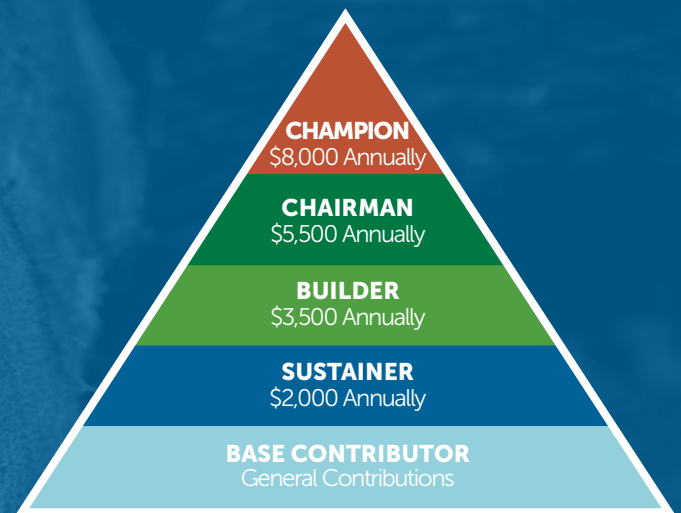 CHAMPION
$8,000 Annually
CHAIRMAN
$5,500 Annually
BUILDER
$3,500 Annually
SUSTAINER
$2,000 Annually
BASE CONTRIBUTOR
General Contributions